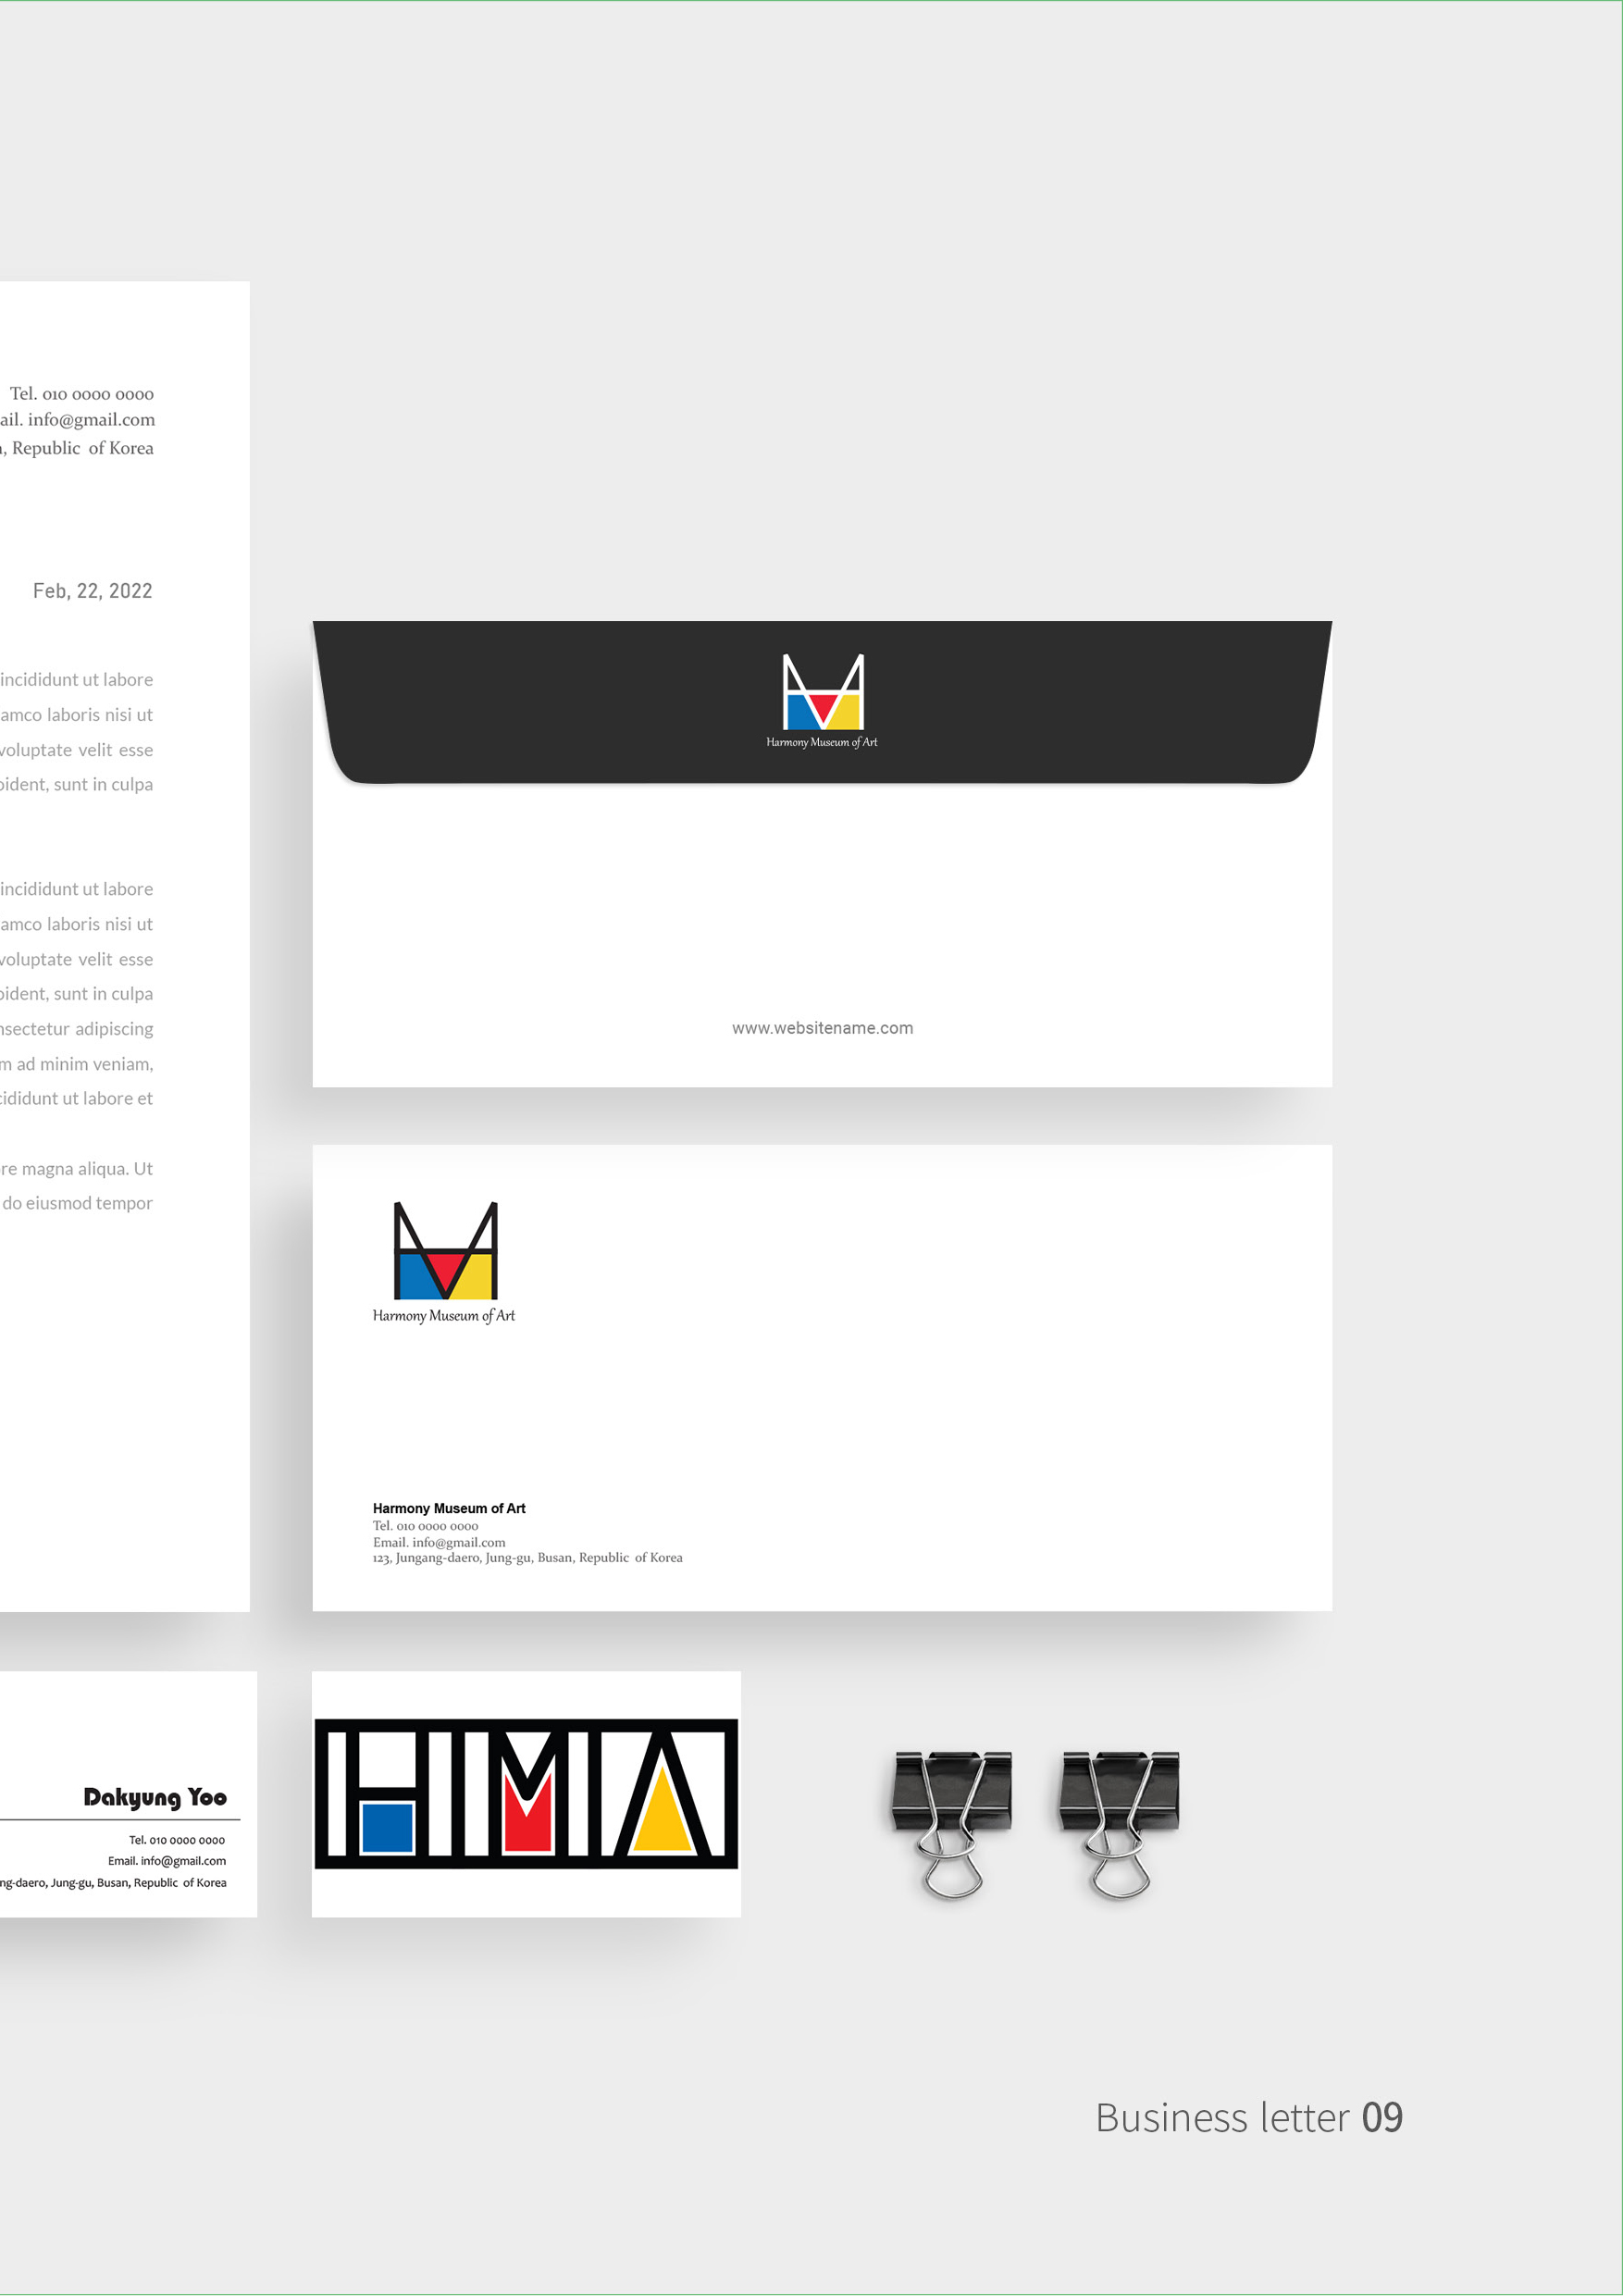 Tel. 010 0000 0000
ail. info@gmail.com
, Republic of Korea
Feb, 22, 2022
incididunt ut labore
amco laboris nisi ut
voluptate velit esse
oident, sunt in culpa
incididunt ut labore
amco laboris nisi ut
voluptate velit esse
oident, sunt in culpa
nsectetur adipiscing
m ad minim veniam,
cididunt ut labore et
re magna aliqua. Ut
do eiusmod tempor
Harmony Museum of Art
www.websitename.com
Harmony Museum of Art
Harmony Museum of Art
Tel. 010 0000 0000
Email. info@gmail.com
123, Jungang-daero, Jung-gu, Busan, Republic of Korea
Dakyung Yoo
Tel. 010 0000 0000
Email. info@gmail.com
ng-daero, Jung-gu, Busan, Republic of Korea
HMA
Business letter 09